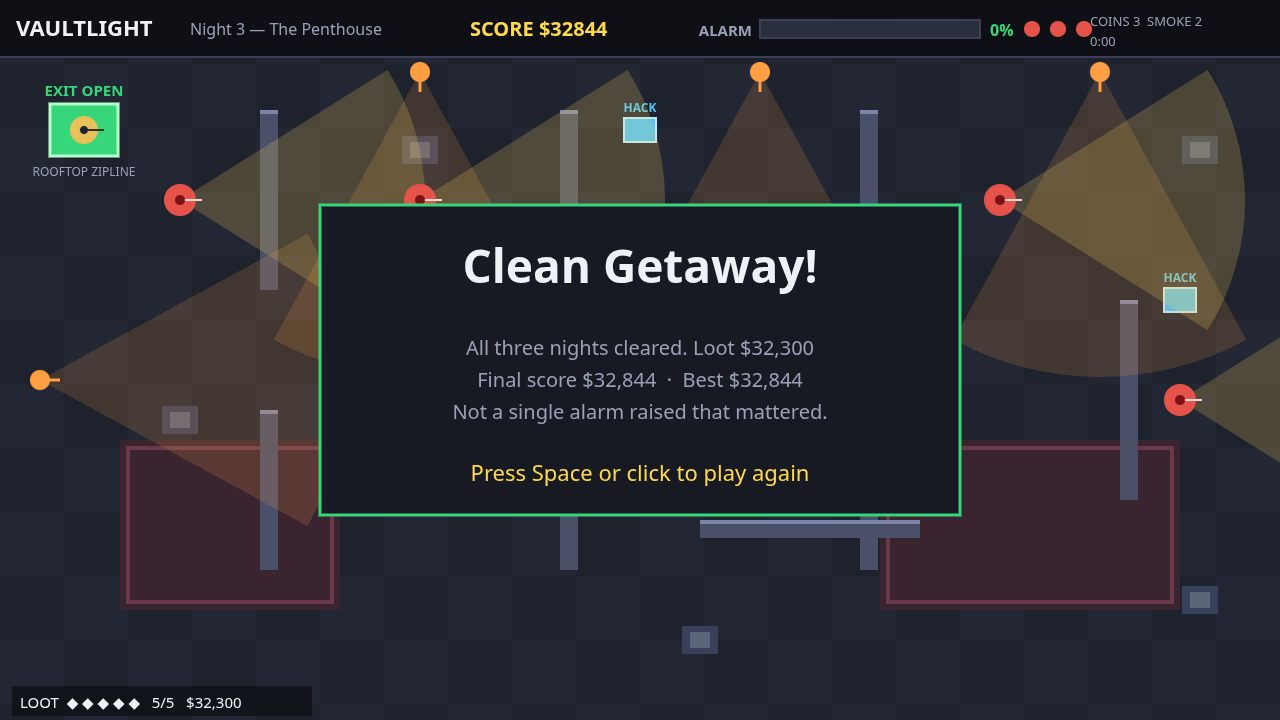 VAULTLIGHT
Night 3 — The Penthouse
SCORE $32844
ALARM
0%
COINS 3 SMOKE 2
0:00
EXIT OPEN
ROOFTOP ZIPLINE
HACK
HACK
Clean Getaway!
All three nights cleared. Loot $32,300
Final score $32,844 · Best $32,844
Not a single alarm raised that mattered.
Press Space or click to play again
LOOT ◆◆◆◆◆ 5/5 $32,300